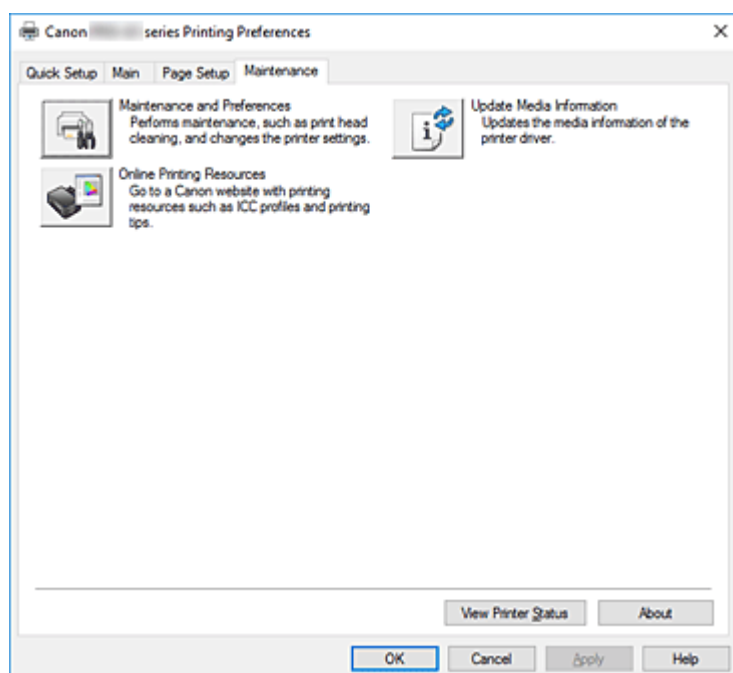 Canon series Printing Preferences
Quick Setup Main Page Setup Maintenance
Maintenance and Preferences
Performs maintenance, such as print head
cleaning, and changes the printer settings.
Update Media Information
Updates the media information of the
printer driver.
Online Printing Resources
Go to a Canon website with printing
resources such as ICC profiles and printing
tips.
View Printer Status About
OK Cancel Apply Help